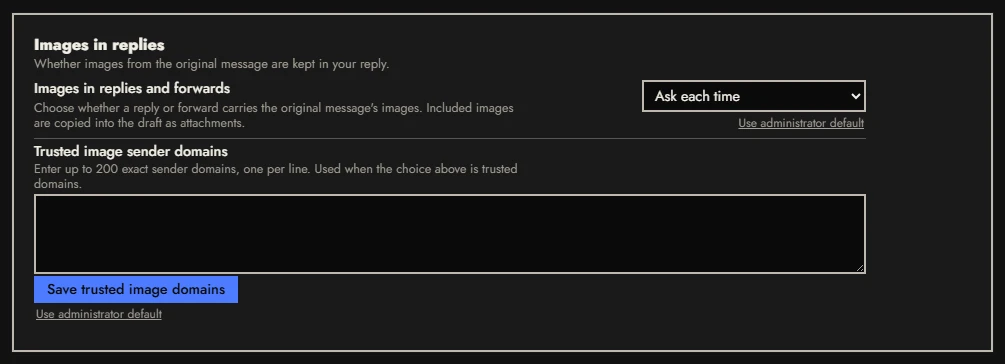 Images in replies
Whether images from the original message are kept in your reply.
Images in replies and forwards
Choose whether a reply or forward carries the original message's images. Included images
are copied into the draft as attachments.
Ask each time
Use administrator default
Trusted image sender domains
Enter up to 200 exact sender domains, one per line. Used when the choice above is trusted
domains.
Save trusted image domains
Use administrator default